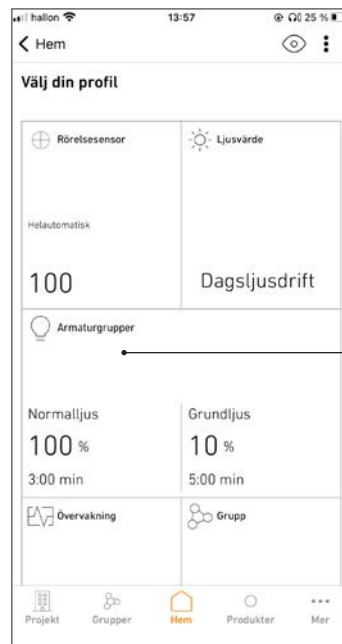 hallon 13:57 25 %
Hem
Välj din profil
Rörelsesensor
Ljusvärde
Helautomatisk
100
Dagsljusdrift
Armaturgrupper
Normalljus
Grundljus
100 %
10 %
3:00 min
5:00 min
Övervakning
Grupp
Projekt Grupper Hem Produkter Mer